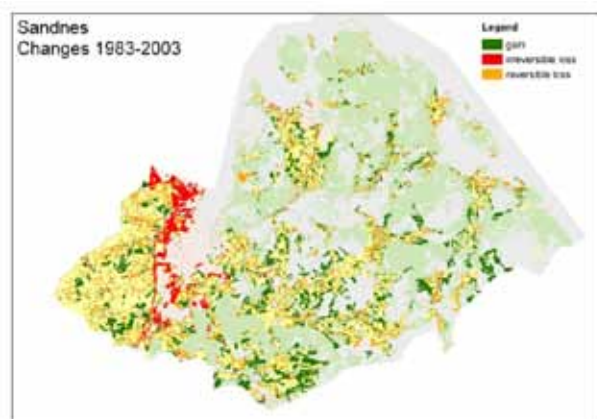 Sandnes
Changes 1983-2003
Legend
gain
irreversible loss
reversible loss